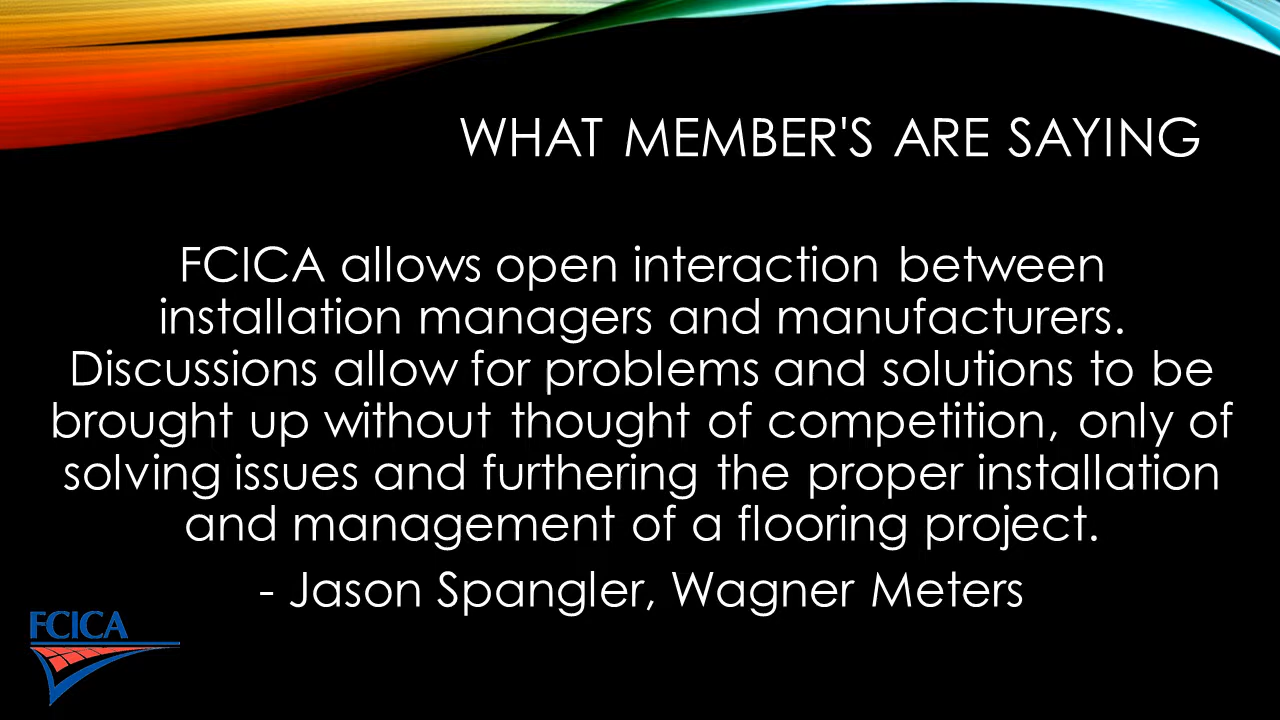 WHAT MEMBER'S ARE SAYING
FCICA allows open interaction between
installation managers and manufacturers.
Discussions allow for problems and solutions to be
brought up without thought of competition, only of
solving issues and furthering the proper installation
and management of a flooring project.
- Jason Spangler, Wagner Meters
FCICA